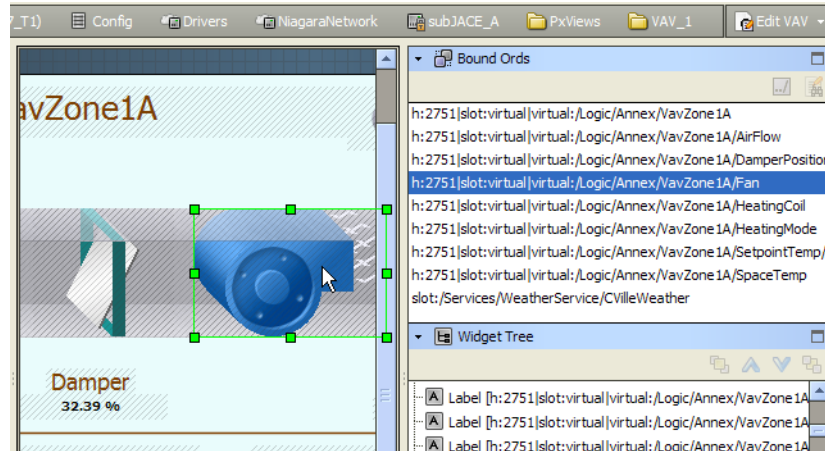 7_T1) Config Drivers NiagaraNetwork subJACE_A PxViews VAV_1 Edit VAV
Bound Ords
avZone1A
h:2751|slot:virtual|virtual:/Logic/Annex/VavZone1A
h:2751|slot:virtual|virtual:/Logic/Annex/VavZone1A/AirFlow
h:2751|slot:virtual|virtual:/Logic/Annex/VavZone1A/DamperPosition
h:2751|slot:virtual|virtual:/Logic/Annex/VavZone1A/Fan
h:2751|slot:virtual|virtual:/Logic/Annex/VavZone1A/HeatingCoil
h:2751|slot:virtual|virtual:/Logic/Annex/VavZone1A/HeatingMode
h:2751|slot:virtual|virtual:/Logic/Annex/VavZone1A/SetpointTemp/
h:2751|slot:virtual|virtual:/Logic/Annex/VavZone1A/SpaceTemp
slot:/Services/WeatherService/CVilleWeather
Widget Tree
Damper
32.39 %
A Label [h:2751|slot:virtual|virtual:/Logic/Annex/VavZone1A
A Label [h:2751|slot:virtual|virtual:/Logic/Annex/VavZone1A
A Label [h:2751|slot:virtual|virtual:/Logic/Annex/VavZone1A